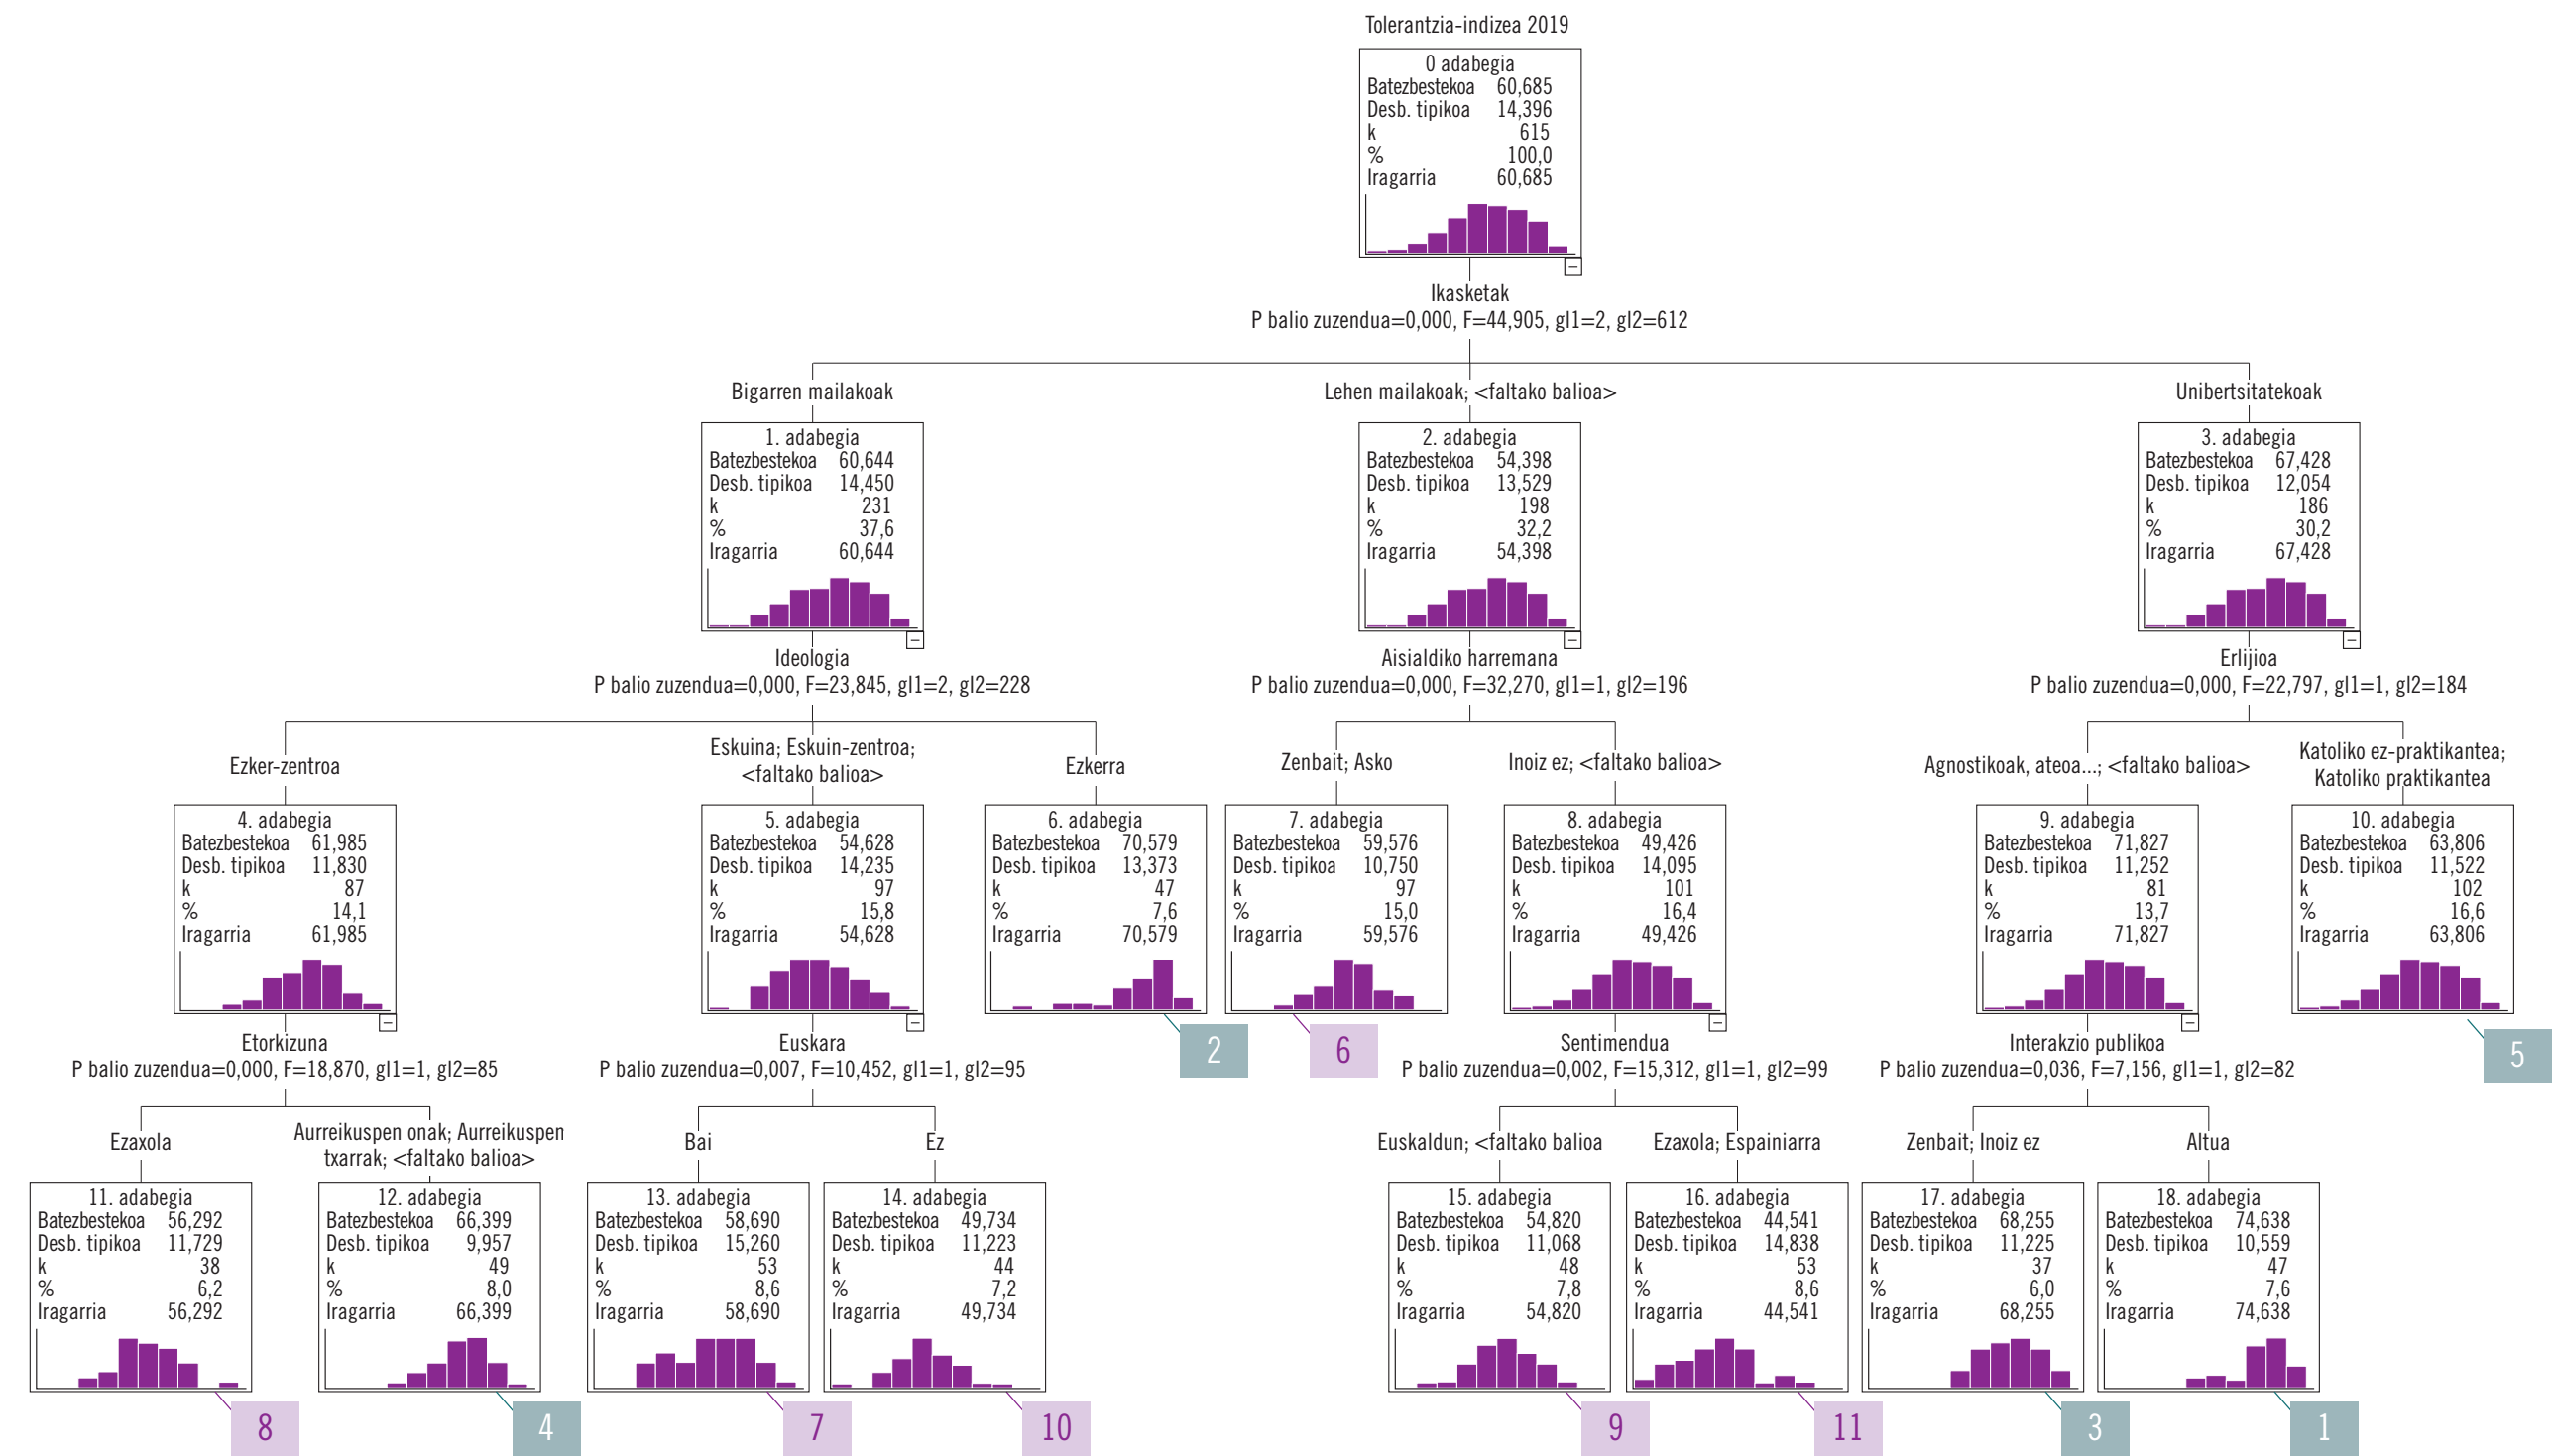 Tolerantzia-indizea 2019
0 adabegia
Batezbestekoa 60,685
Desb. tipikoa 14,396
k 615
% 100,0
Iragarria 60,685
Ikasketak
P balio zuzendua=0,000, F=44,905, gl1=2, gl2=612
Bigarren mailakoak
1. adabegia
Batezbestekoa 60,644
Desb. tipikoa 14,450
k 231
% 37,6
Iragarria 60,644
Ideologia
P balio zuzendua=0,000, F=23,845, gl1=2, gl2=228
Lehen mailakoak; <faltako balioa>
2. adabegia
Batezbestekoa 54,398
Desb. tipikoa 13,529
k 198
% 32,2
Iragarria 54,398
Aisialdiko harremana
P balio zuzendua=0,000, F=32,270, gl1=1, gl2=196
Unibertsitatekoak
3. adabegia
Batezbestekoa 67,428
Desb. tipikoa 12,054
k 186
% 30,2
Iragarria 67,428
Erlijioa
P balio zuzendua=0,000, F=22,797, gl1=1, gl2=184
Ezker-zentroa
4. adabegia
Batezbestekoa 61,985
Desb. tipikoa 11,830
k 87
% 14,1
Iragarria 61,985
Etorkizuna
P balio zuzendua=0,000, F=18,870, gl1=1, gl2=85
Eskuina; Eskuin-zentroa;
<faltako balioa>
5. adabegia
Batezbestekoa 54,628
Desb. tipikoa 14,235
k 97
% 15,8
Iragarria 54,628
Euskara
P balio zuzendua=0,007, F=10,452, gl1=1, gl2=95
Ezkerra
6. adabegia
Batezbestekoa 70,579
Desb. tipikoa 13,373
k 47
% 7,6
Iragarria 70,579
2
Zenbait; Asko
7. adabegia
Batezbestekoa 59,576
Desb. tipikoa 10,750
k 97
% 15,0
Iragarria 59,576
6
Inoiz ez; <faltako balioa>
8. adabegia
Batezbestekoa 49,426
Desb. tipikoa 14,095
k 101
% 16,4
Iragarria 49,426
Sentimendua
P balio zuzendua=0,002, F=15,312, gl1=1, gl2=99
Agnostikoak, ateoa...; <faltako balioa>
9. adabegia
Batezbestekoa 71,827
Desb. tipikoa 11,252
k 81
% 13,7
Iragarria 71,827
Interakzio publikoa
P balio zuzendua=0,036, F=7,156, gl1=1, gl2=82
Katoliko ez-praktikantea;
Katoliko praktikantea
10. adabegia
Batezbestekoa 63,806
Desb. tipikoa 11,522
k 102
% 16,6
Iragarria 63,806
5
Ezaxola
11. adabegia
Batezbestekoa 56,292
Desb. tipikoa 11,729
k 38
% 6,2
Iragarria 56,292
8
Aurreikuspen onak; Aurreikuspen
txarrak; <faltako balioa>
12. adabegia
Batezbestekoa 66,399
Desb. tipikoa 9,957
k 49
% 8,0
Iragarria 66,399
4
Bai
13. adabegia
Batezbestekoa 58,690
Desb. tipikoa 15,260
k 53
% 8,6
Iragarria 58,690
7
Ez
14. adabegia
Batezbestekoa 49,734
Desb. tipikoa 11,223
k 44
% 7,2
Iragarria 49,734
10
Euskaldun; <faltako balioa
15. adabegia
Batezbestekoa 54,820
Desb. tipikoa 11,068
k 48
% 7,8
Iragarria 54,820
9
Ezaxola; Espainiarra
16. adabegia
Batezbestekoa 44,541
Desb. tipikoa 14,838
k 53
% 8,6
Iragarria 44,541
11
Zenbait; Inoiz ez
17. adabegia
Batezbestekoa 68,255
Desb. tipikoa 11,225
k 37
% 6,0
Iragarria 68,255
3
Altua
18. adabegia
Batezbestekoa 74,638
Desb. tipikoa 10,559
k 47
% 7,6
Iragarria 74,638
1